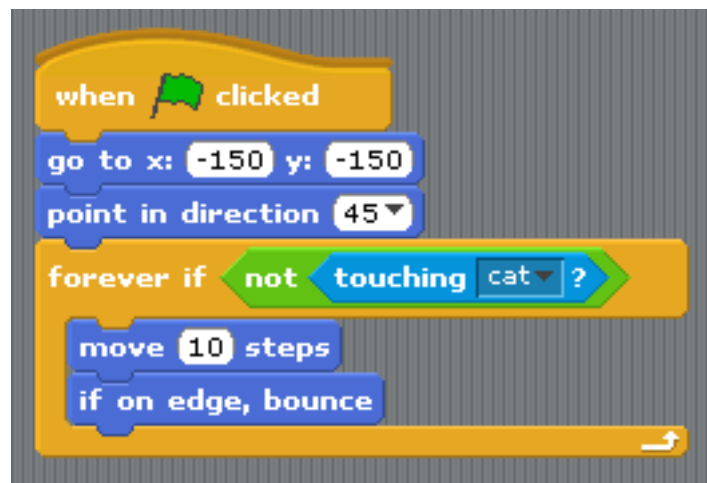 when clicked
go to x: -150 y: -150
point in direction 45
forever if not touching cat ?
move 10 steps
if on edge, bounce